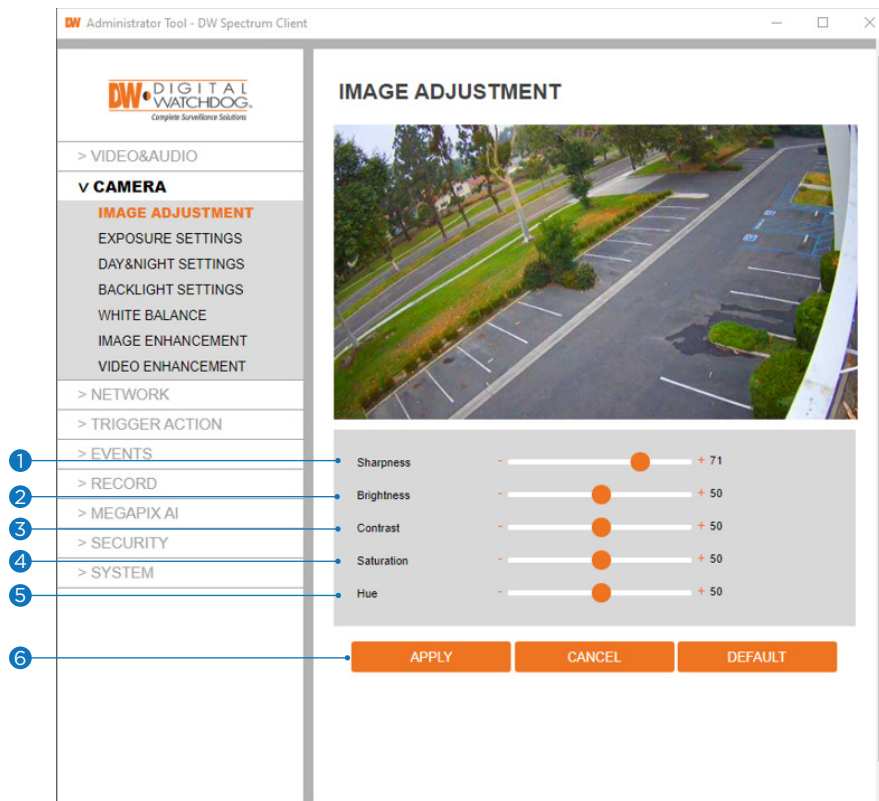 DW Administrator Tool - DW Spectrum Client
DW DIGITAL
WATCHDOG.
Complete Surveillance Solutions
> VIDEO&AUDIO
v CAMERA
IMAGE ADJUSTMENT
EXPOSURE SETTINGS
DAY&NIGHT SETTINGS
BACKLIGHT SETTINGS
WHITE BALANCE
IMAGE ENHANCEMENT
VIDEO ENHANCEMENT
> NETWORK
> TRIGGER ACTION
> EVENTS
> RECORD
> MEGAPIX AI
> SECURITY
> SYSTEM
IMAGE ADJUSTMENT
1 Sharpness - + 71
2 Brightness - + 50
3 Contrast - + 50
4 Saturation - + 50
5 Hue - + 50
6 APPLY CANCEL DEFAULT